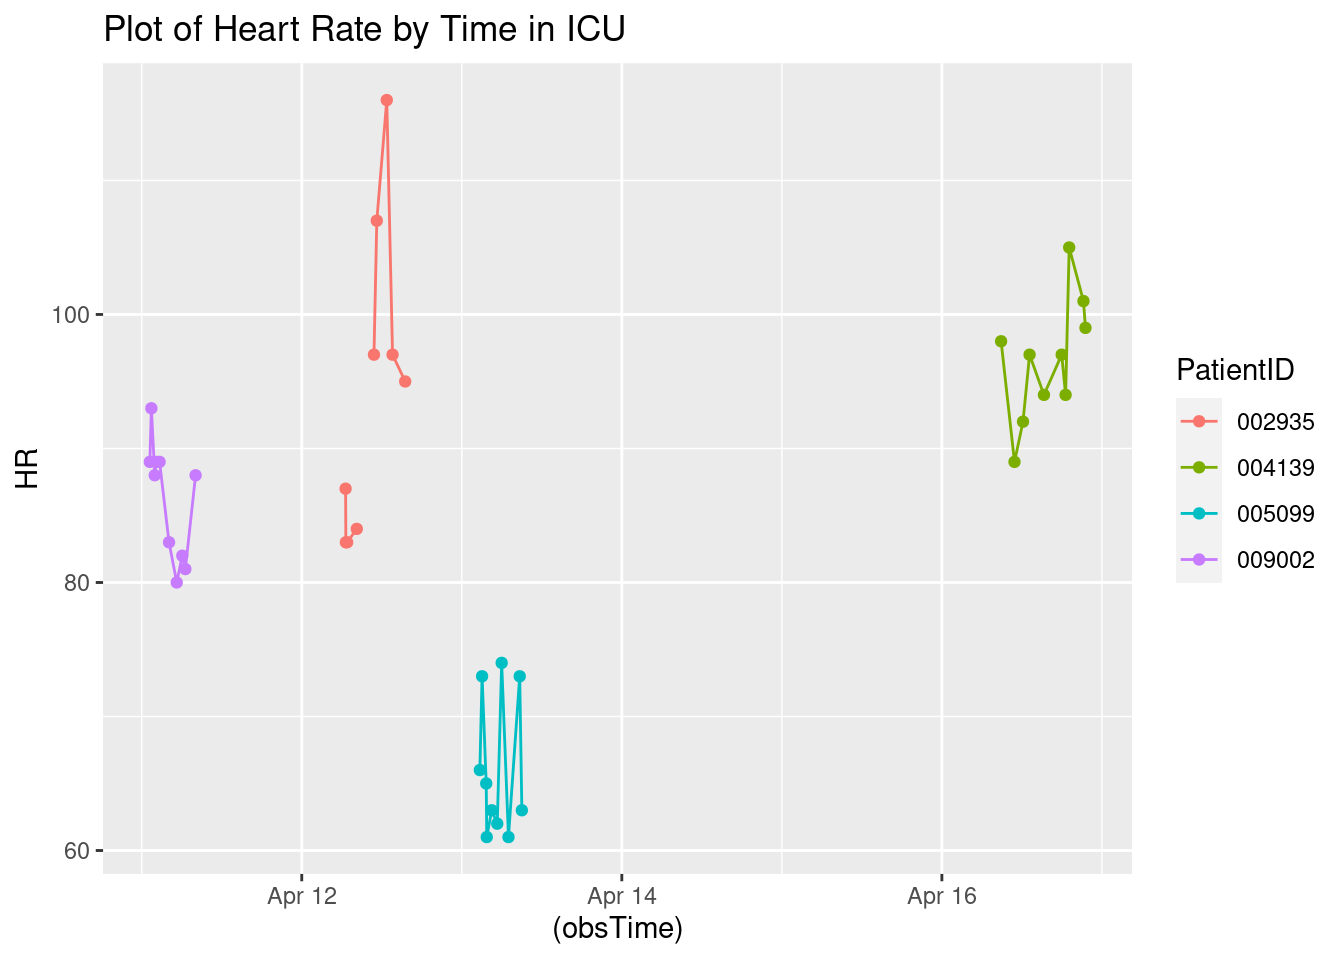 Plot of Heart Rate by Time in ICU
HR
100
80
60
Apr 12
Apr 14
Apr 16
(obsTime)
PatientID
002935
004139
005099
009002